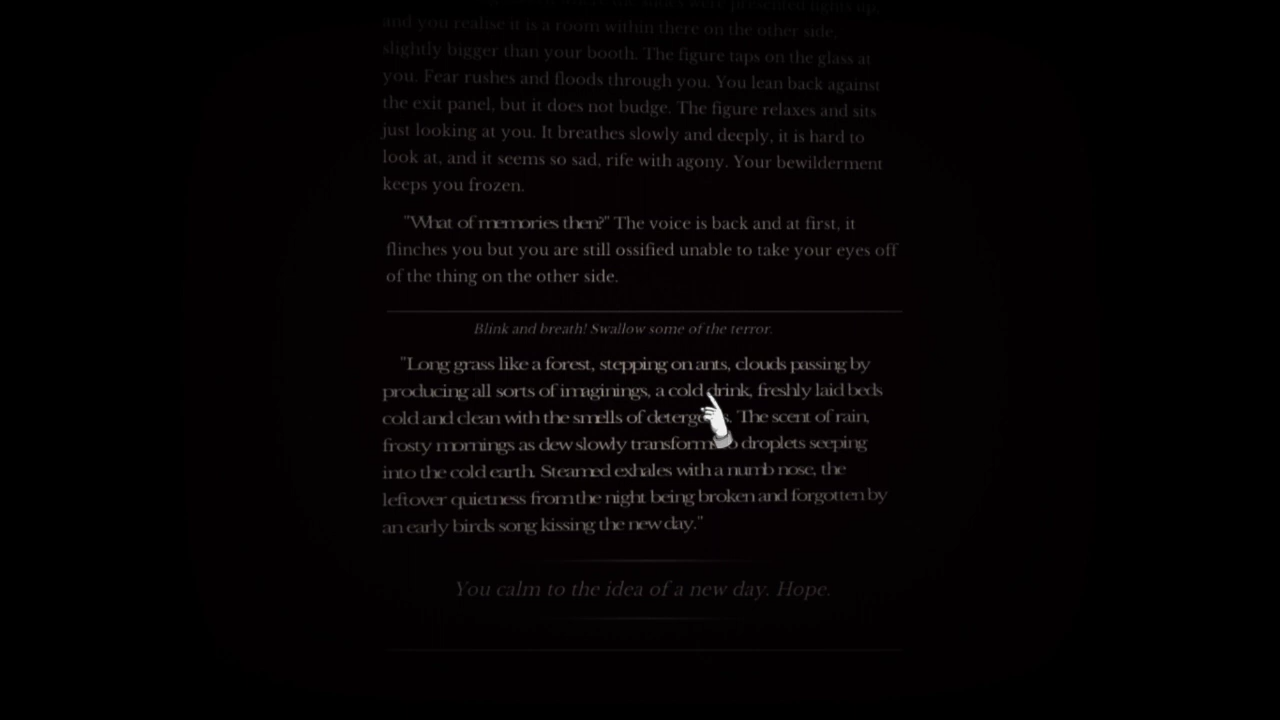 and you realise it is a room within there on the other side,
slightly bigger than your booth. The figure taps on the glass at
you. Fear rushes and floods through you. You lean back against
the exit panel, but it does not budge. The figure relaxes and sits
just looking at you. It breathes slowly and deeply, it is hard to
look at, and it seems so sad, rife with agony. Your bewilderment
keeps you frozen.
"What of memories then?" The voice is back and at first, it
flinches you but you are still ossified unable to take your eyes off
of the thing on the other side.
Blink and breath! Swallow some of the terror.
"Long grass like a forest, stepping on ants, clouds passing by
producing all sorts of imaginings, a cold drink, freshly laid beds
cold and clean with the smells of The scent of rain,
frosty mornings as dew slowly droplets seeping
into the cold earth. Steamed exhales with a numb nose, the
leftover quietness from the night being broken and forgotten by
an early birds song kissing the new day."
You calm to the idea of a new day. Hope.